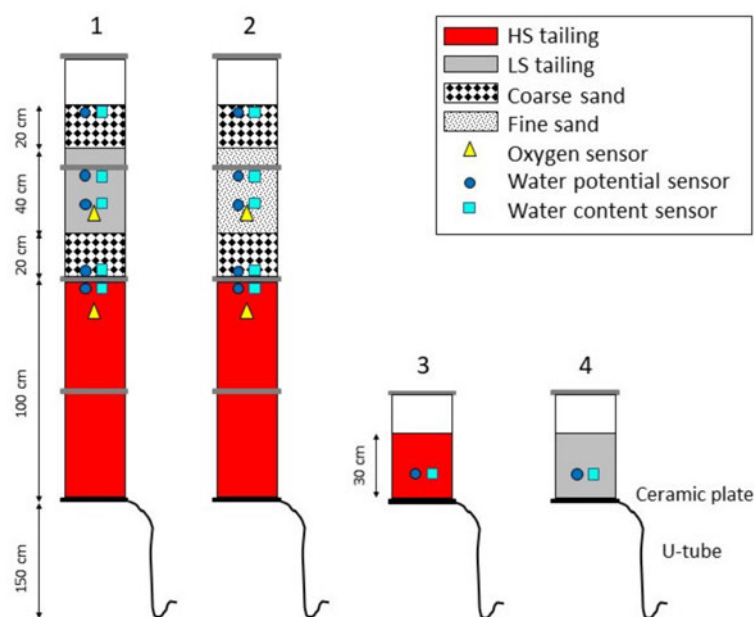 1
2
HS tailing
LS tailing
Coarse sand
Fine sand
Oxygen sensor
Water potential sensor
Water content sensor
20 cm
40 cm
20 cm
100 cm
150 cm
3
4
30 cm
Ceramic plate
U-tube